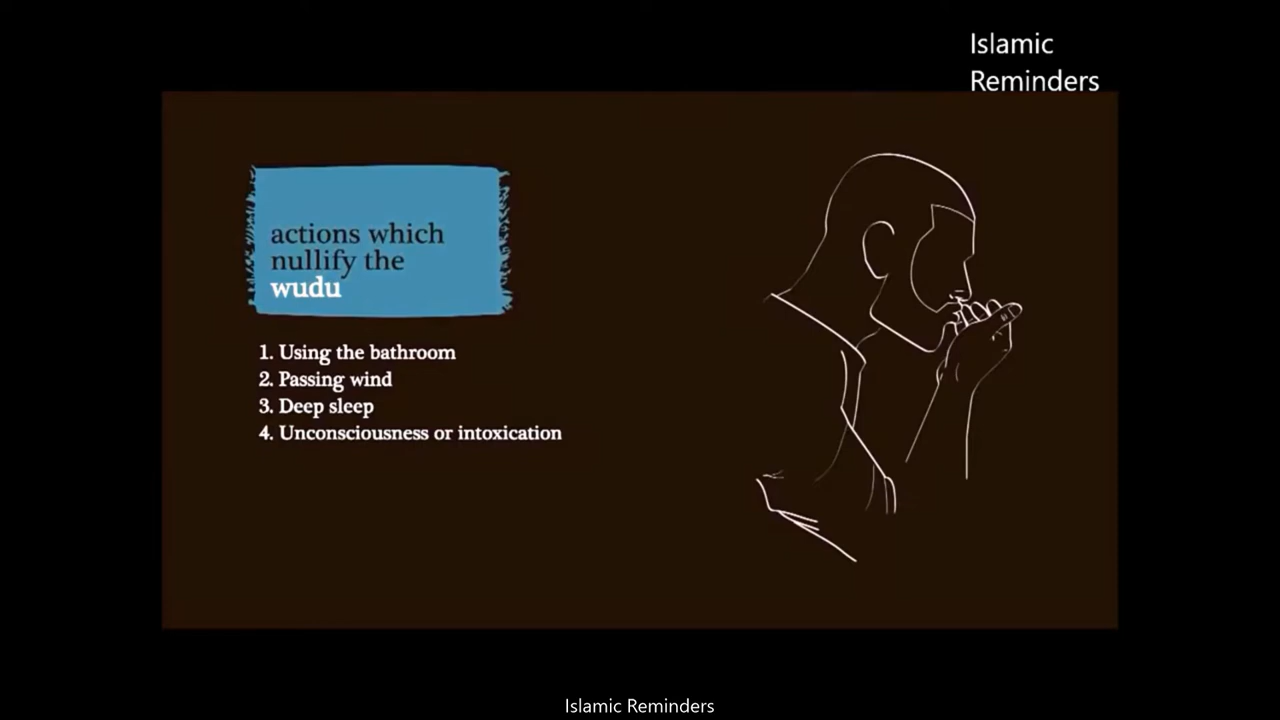 Islamic
Reminders
actions which
nullify the
wudu
1. Using the bathroom
2. Passing wind
3. Deep sleep
4. Unconsciousness or intoxication
Islamic Reminders